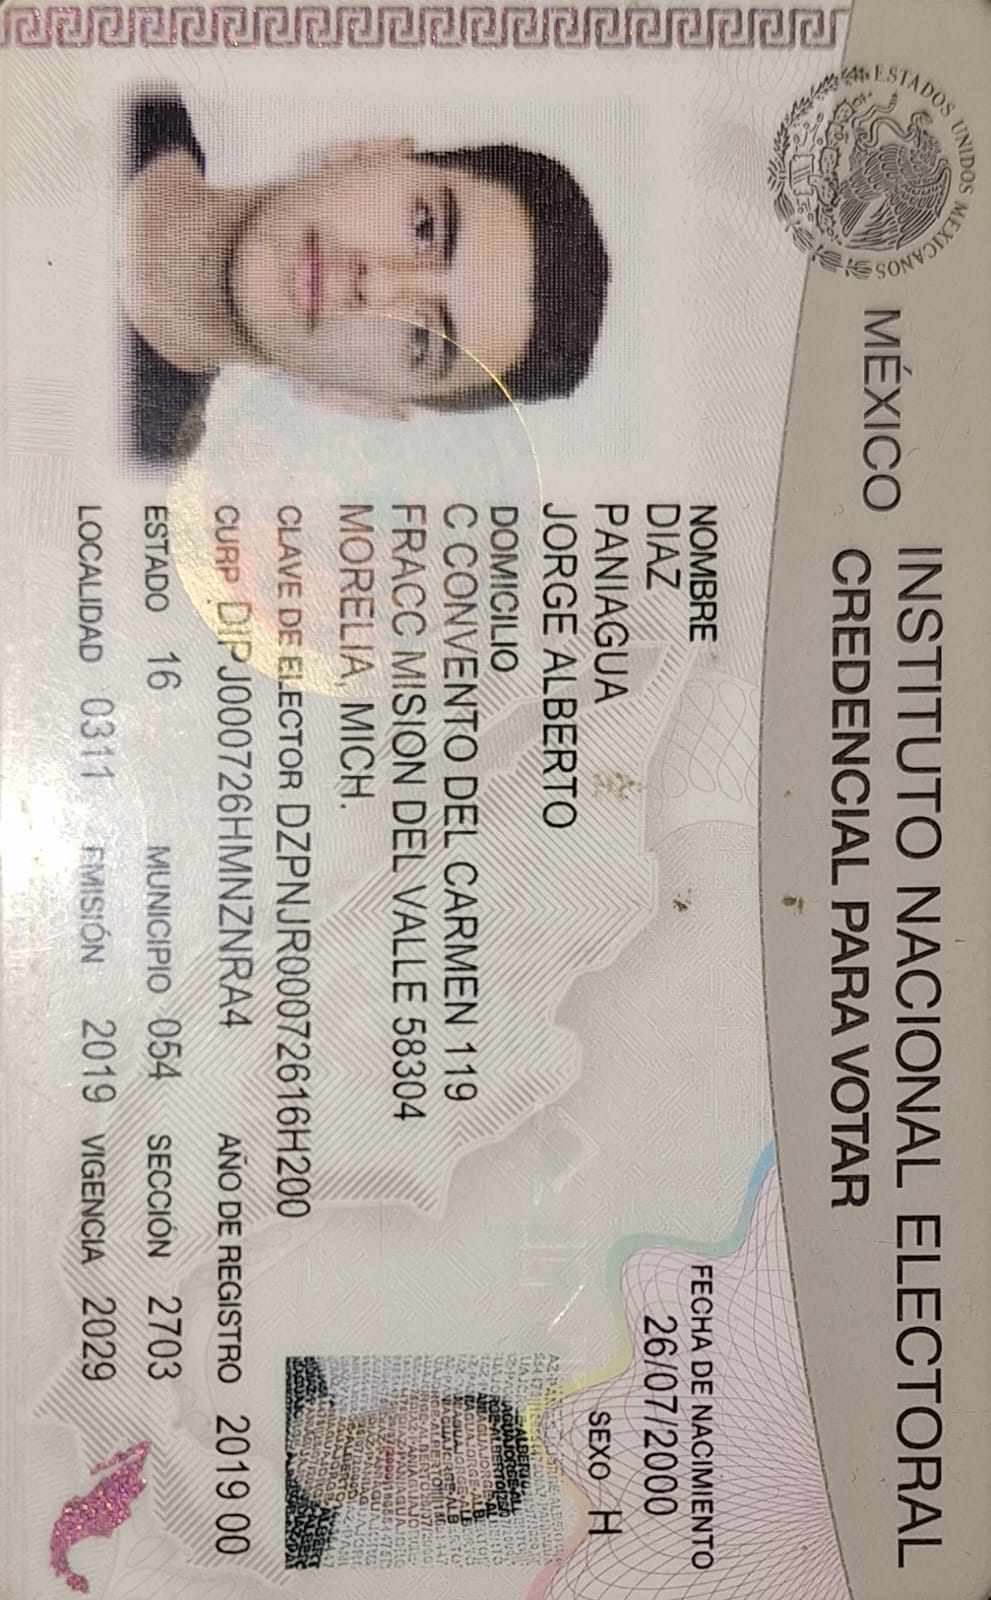 ESTADOS UNIDOS MEXICANOS
MÉXICO INSTITUTO NACIONAL ELECTORAL
CREDENCIAL PARA VOTAR
NOMBRE
DIAZ
PANIAGUA
JORGE ALBERTO
FECHA DE NACIMIENTO
26/07/2000
SEXO H
DOMICILIO
C CONVENTO DEL CARMEN 119
FRACC MISION DEL VALLE 58304
MORELIA, MICH.
CLAVE DE ELECTOR DZPNJR00072616H200
CURP DIPJ000726HMNZNRA4 AÑO DE REGISTRO 2019 00
ESTADO 16 MUNICIPIO 054 SECCIÓN 2703
LOCALIDAD 0311 EMISIÓN 2019 VIGENCIA 2029